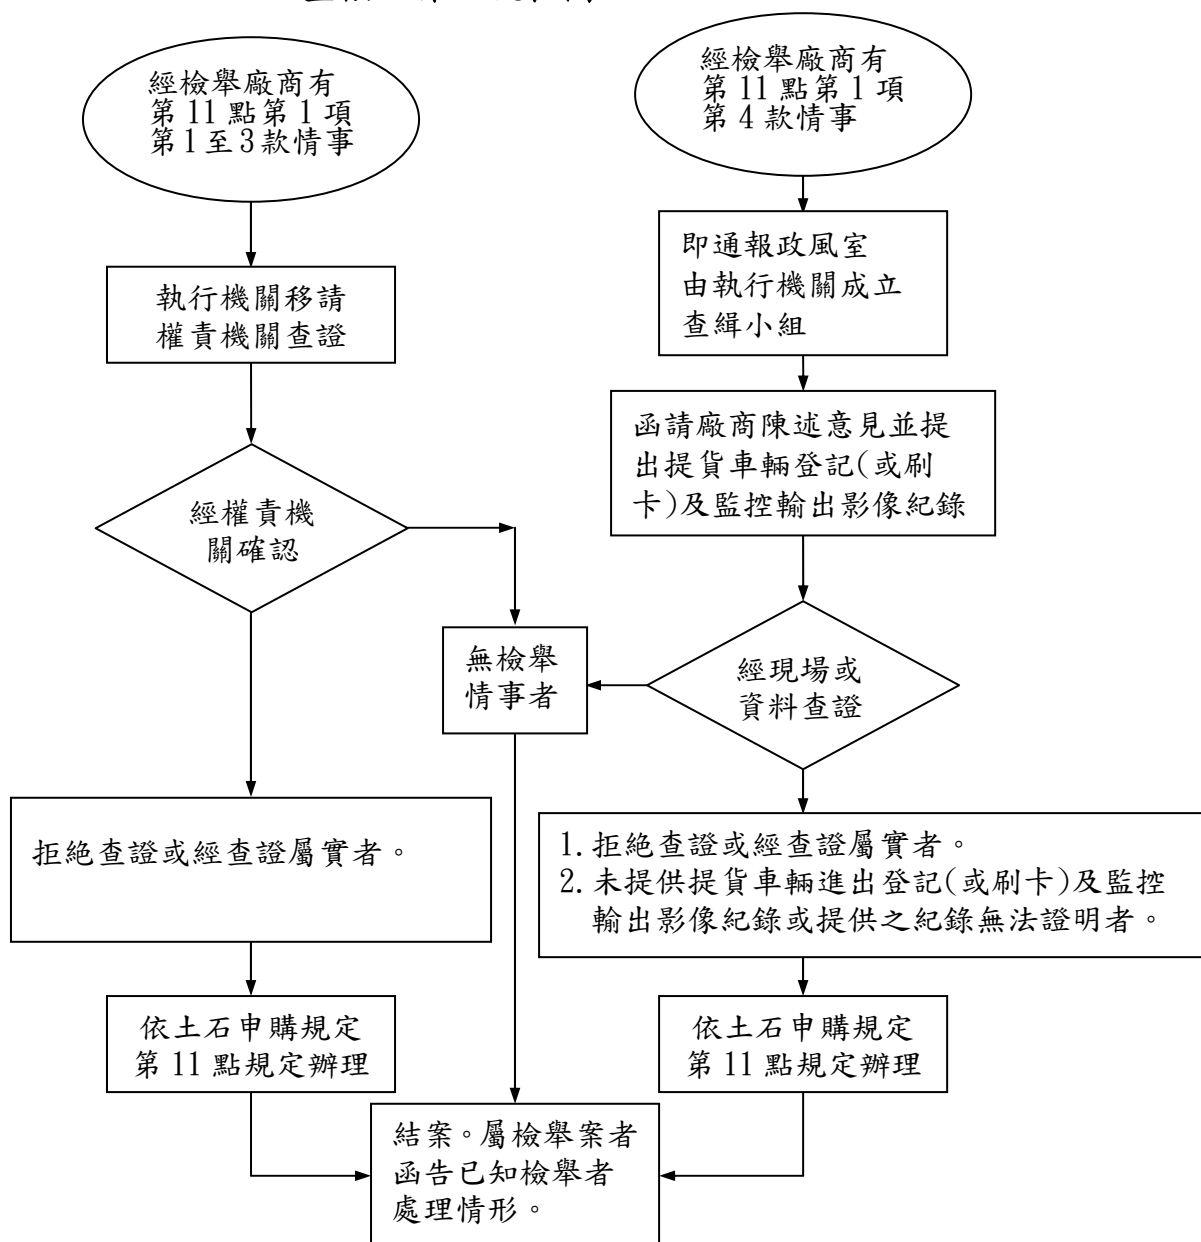 經檢舉廠商有
第11點第1項
第1至3款情事
經檢舉廠商有
第11點第1項
第4款情事
執行機關移請
權責機關查證
即通報政風室
由執行機關成立
查緝小組
函請廠商陳述意見並提
出提貨車輛登記(或刷
卡)及監控輸出影像紀錄
經權責機
關確認
無檢舉
情事者
經現場或
資料查證
拒絕查證或經查證屬實者。
1.拒絕查證或經查證屬實者。
2.未提供提貨車輛進出登記(或刷卡)及監控
輸出影像紀錄或提供之紀錄無法證明者。
依土石申購規定
第11點規定辦理
依土石申購規定
第11點規定辦理
結案。屬檢舉案者
函告已知檢舉者
處理情形。